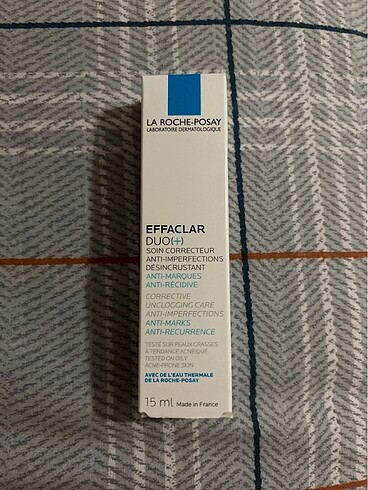 LA ROCHE-POSAY
LABORATOIRE DERMATOLOGIQUE
EFFACLAR
DUO(+)
SOIN CORRECTEUR
ANTI-IMPERFECTIONS
DÉSINCRUSTANT
ANTI-MARQUES
ANTI-RÉCIDIVE
CORRECTIVE
UNCLOGGING CARE
ANTI-IMPERFECTIONS
ANTI-MARKS
ANTI-RECURRENCE
TESTÉ SUR PEAUX GRASSES
À TENDANCE ACNÉIQUE
TESTED ON OILY
ACNE-PRONE SKIN
AVEC DE L'EAU THERMALE
DE LA ROCHE-POSAY
15 ml Made in France